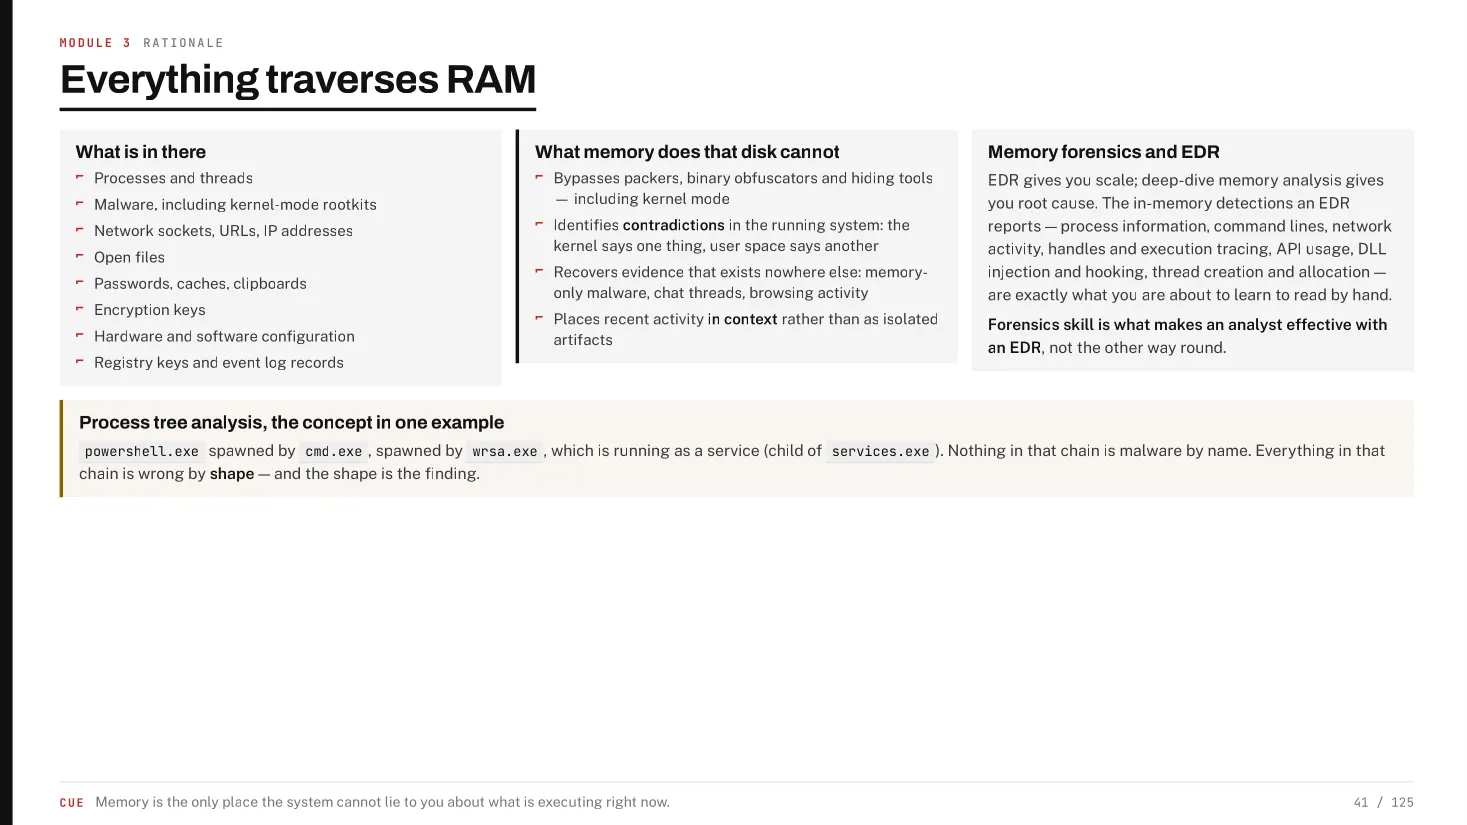 MODULE 3 RATIONALE
Everything traverses RAM
What is in there
Processes and threads
Malware, including kernel-mode rootkits
Network sockets, URLs, IP addresses
Open files
Passwords, caches, clipboards
Encryption keys
Hardware and software configuration
Registry keys and event log records
What memory does that disk cannot
Bypasses packers, binary obfuscators and hiding tools
— including kernel mode
Identifies contradictions in the running system: the
kernel says one thing, user space says another
Recovers evidence that exists nowhere else: memory-
only malware, chat threads, browsing activity
Places recent activity in context rather than as isolated
artifacts
Memory forensics and EDR
EDR gives you scale; deep-dive memory analysis gives
you root cause. The in-memory detections an EDR
reports — process information, command lines, network
activity, handles and execution tracing, API usage, DLL
injection and hooking, thread creation and allocation —
are exactly what you are about to learn to read by hand.
Forensics skill is what makes an analyst effective with
an EDR, not the other way round.
Process tree analysis, the concept in one example
powershell.exe spawned by cmd.exe, spawned by wrsa.exe, which is running as a service (child of services.exe). Nothing in that chain is malware by name. Everything in that
chain is wrong by shape — and the shape is the finding.
CUE Memory is the only place the system cannot lie to you about what is executing right now.
41 / 125